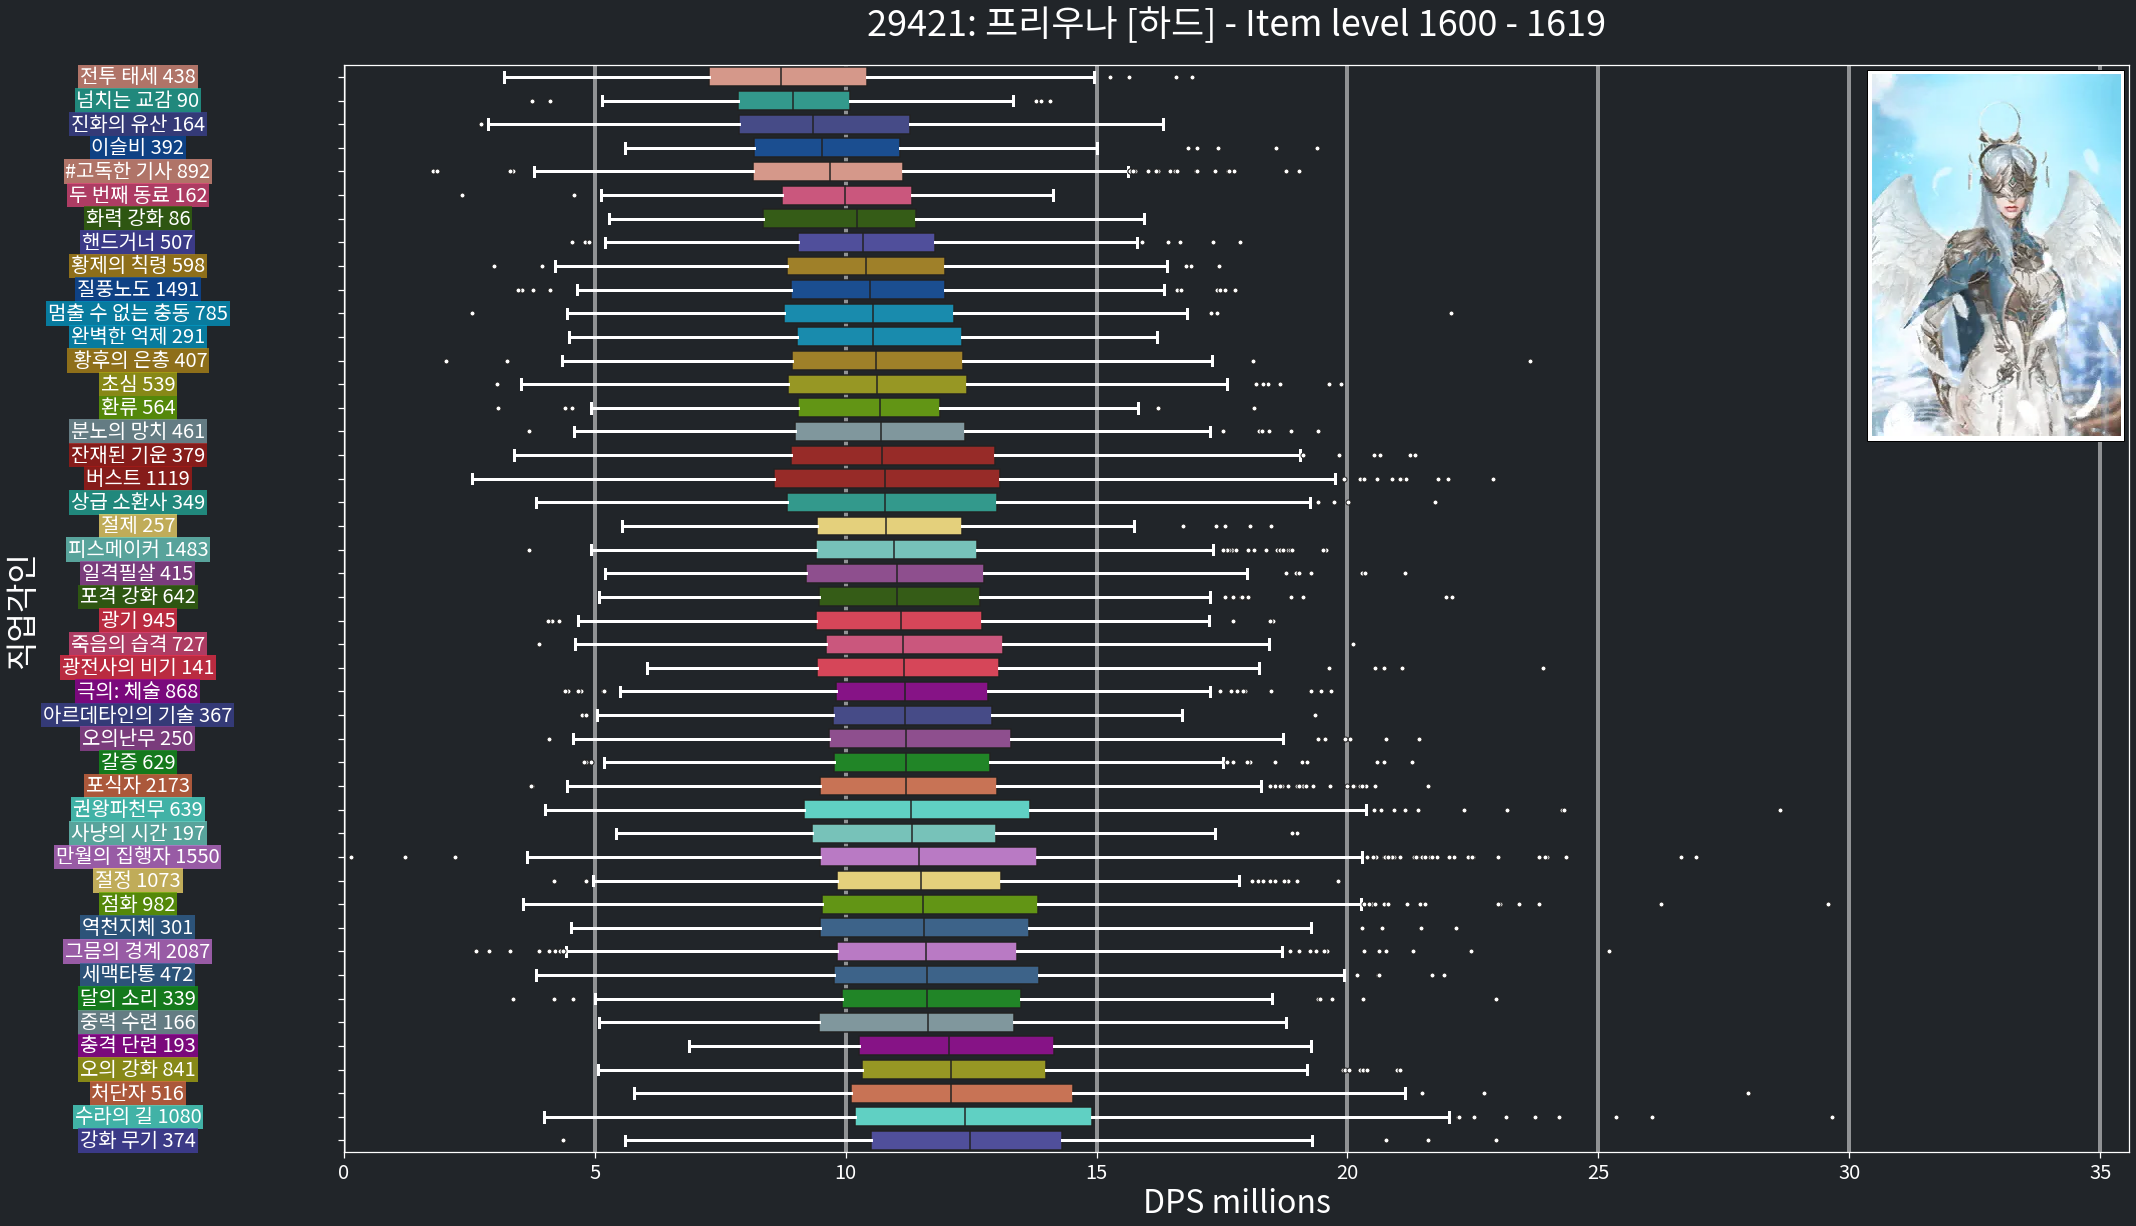 29421: 프리우나 [하드] - Item level 1600 - 1619
전투 태세 438
넘치는 교감 90
진화의 유산 164
이슬비 392
#고독한 기사 892
두 번째 동료 162
화력 강화 86
핸드거너 507
황제의 칙령 598
질풍노도 1491
멈출 수 없는 충동 785
완벽한 억제 291
황후의 은총 407
초심 539
환류 564
분노의 망치 461
잔재된 기운 379
버스트 1119
상급 소환사 349
절제 257
피스메이커 1483
일격필살 415
포격 강화 642
광기 945
죽음의 습격 727
광전사의 비기 141
극의: 체술 868
아르데타인의 기술 367
오의난무 250
갈증 629
포식자 2173
권왕파천무 639
사냥의 시간 197
만월의 집행자 1550
절정 1073
점화 982
역천지체 301
그믐의 경계 2087
세맥타통 472
달의 소리 339
중력 수련 166
충격 단련 193
오의 강화 841
처단자 516
수라의 길 1080
강화 무기 374
직업각인
0 5 10 15 20 25 30 35
DPS millions